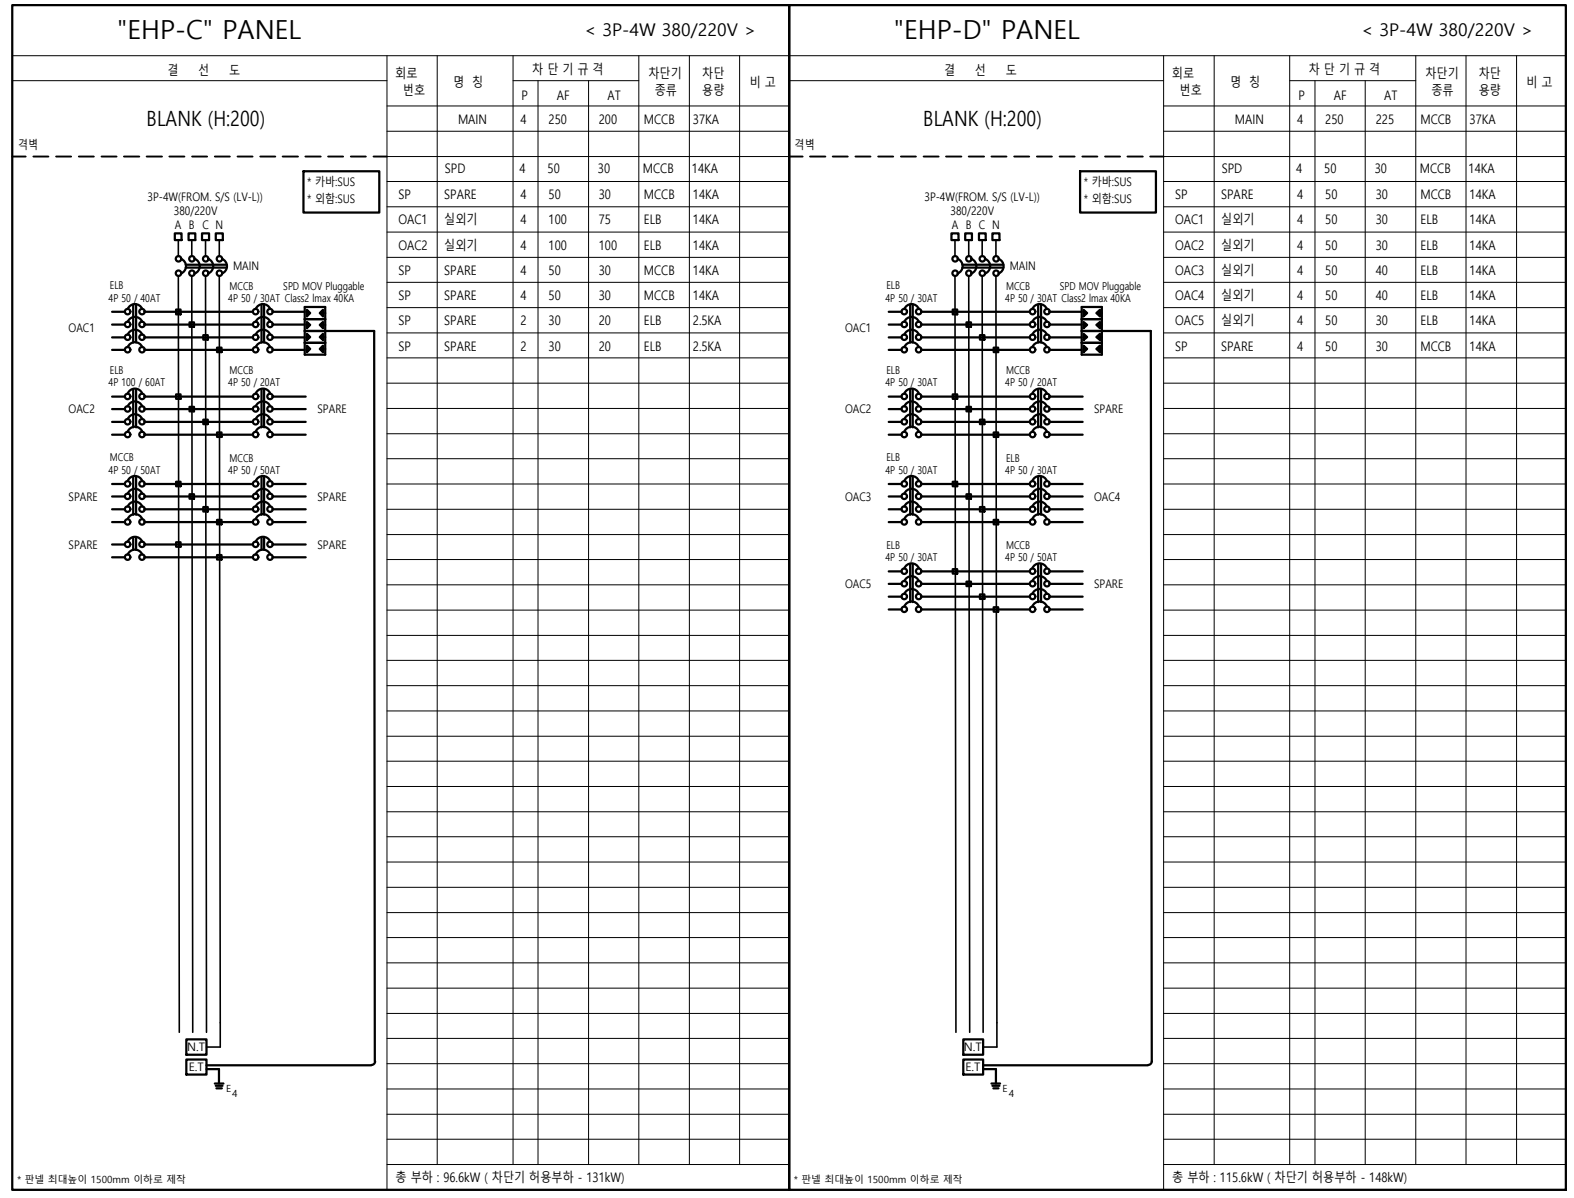 "EHP-C" PANEL < 3P-4W 380/220V >
결 선 도
회로 번호 명 칭 차 단 기 규 격 차단기 종류 차단 용량 비 고
P AF AT
BLANK (H:200)
격벽
* 카바:SUS
* 외함:SUS
3P-4W(FROM. S/S (LV-L))
380/220V
A B C N
MAIN
ELB MCCB SPD MOV Pluggable
4P 50 / 40AT 4P 50 / 30AT Class2 Imax 40KA
OAC1
ELB MCCB
4P 100 / 60AT 4P 50 / 20AT
OAC2 SPARE
MCCB MCCB
4P 50 / 50AT 4P 50 / 50AT
SPARE SPARE
SPARE SPARE
N.T
E.T
E4
* 판넬 최대높이 1500mm 이하로 제작
MAIN 4 250 200 MCCB 37KA
SPD 4 50 30 MCCB 14KA
SP SPARE 4 50 30 MCCB 14KA
OAC1 실외기 4 100 75 ELB 14KA
OAC2 실외기 4 100 100 ELB 14KA
SP SPARE 4 50 30 MCCB 14KA
SP SPARE 4 50 30 MCCB 14KA
SP SPARE 2 30 20 ELB 2.5KA
SP SPARE 2 30 20 ELB 2.5KA
총 부하 : 96.6kW ( 차단기 허용부하 - 131kW)
"EHP-D" PANEL < 3P-4W 380/220V >
결 선 도
회로 번호 명 칭 차 단 기 규 격 차단기 종류 차단 용량 비 고
P AF AT
BLANK (H:200)
격벽
* 카바:SUS
* 외함:SUS
3P-4W(FROM. S/S (LV-L))
380/220V
A B C N
MAIN
ELB MCCB SPD MOV Pluggable
4P 50 / 30AT 4P 50 / 30AT Class2 Imax 40KA
OAC1
ELB MCCB
4P 50 / 30AT 4P 50 / 20AT
OAC2 SPARE
ELB ELB
4P 50 / 30AT 4P 50 / 30AT
OAC3 OAC4
ELB MCCB
4P 50 / 30AT 4P 50 / 50AT
OAC5 SPARE
N.T
E.T
E4
* 판넬 최대높이 1500mm 이하로 제작
MAIN 4 250 225 MCCB 37KA
SPD 4 50 30 MCCB 14KA
SP SPARE 4 50 30 MCCB 14KA
OAC1 실외기 4 50 30 ELB 14KA
OAC2 실외기 4 50 30 ELB 14KA
OAC3 실외기 4 50 40 ELB 14KA
OAC4 실외기 4 50 40 ELB 14KA
OAC5 실외기 4 50 30 ELB 14KA
SP SPARE 4 50 30 MCCB 14KA
총 부하 : 115.6kW ( 차단기 허용부하 - 148kW)